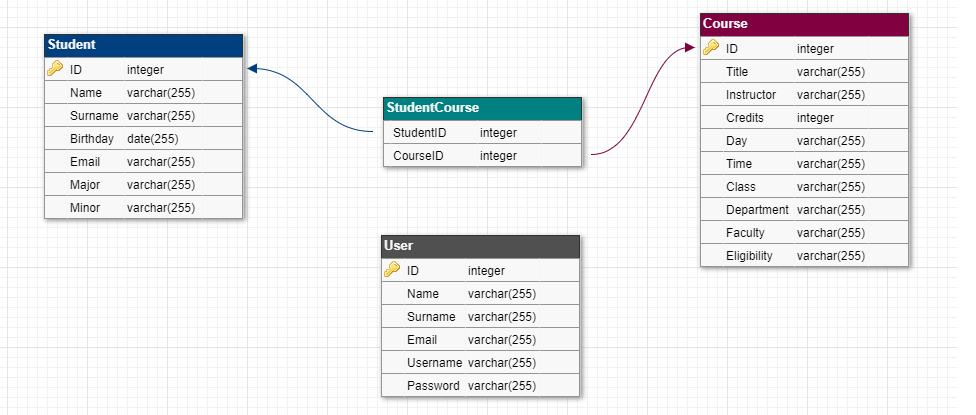 Student
ID integer
Name varchar(255)
Surname varchar(255)
Birthday date(255)
Email varchar(255)
Major varchar(255)
Minor varchar(255)
StudentCourse
StudentID integer
CourseID integer
Course
ID integer
Title varchar(255)
Instructor varchar(255)
Credits integer
Day varchar(255)
Time varchar(255)
Class varchar(255)
Department varchar(255)
Faculty varchar(255)
Eligibility varchar(255)
User
ID integer
Name varchar(255)
Surname varchar(255)
Email varchar(255)
Username varchar(255)
Password varchar(255)